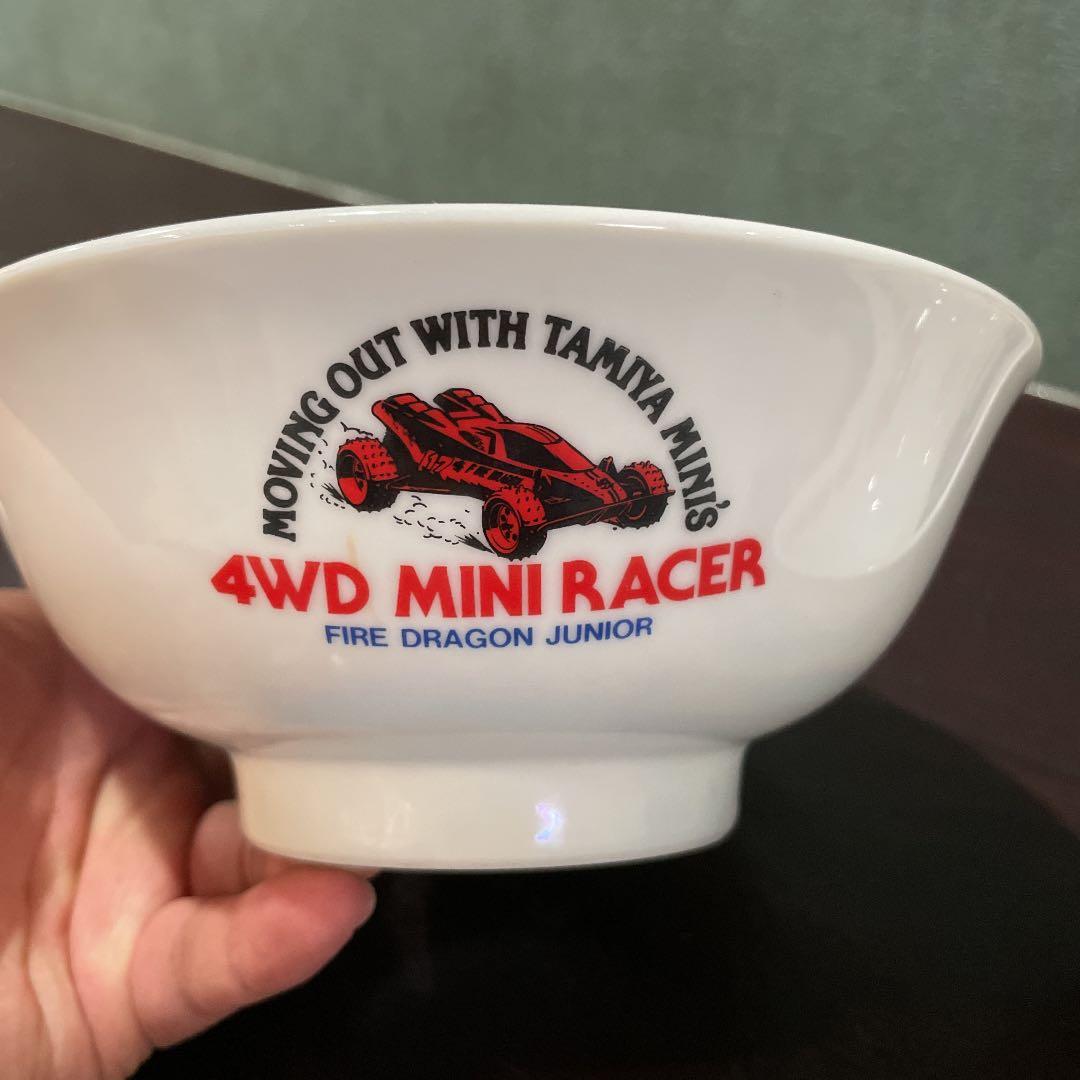 MOVING OUT WITH TAMIYA MINI'S
4WD MINI RACER
FIRE DRAGON JUNIOR